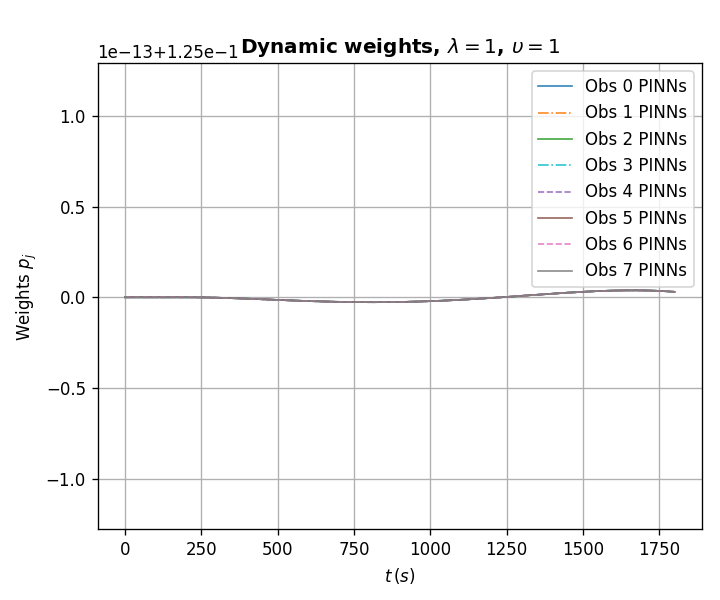 1e−13+1.25e−1
Dynamic weights, λ = 1, υ = 1
Obs 0 PINNs
Obs 1 PINNs
Obs 2 PINNs
Obs 3 PINNs
Obs 4 PINNs
Obs 5 PINNs
Obs 6 PINNs
Obs 7 PINNs
1.0
0.5
0.0
−0.5
−1.0
Weights p_j
0 250 500 750 1000 1250 1500 1750
t (s)